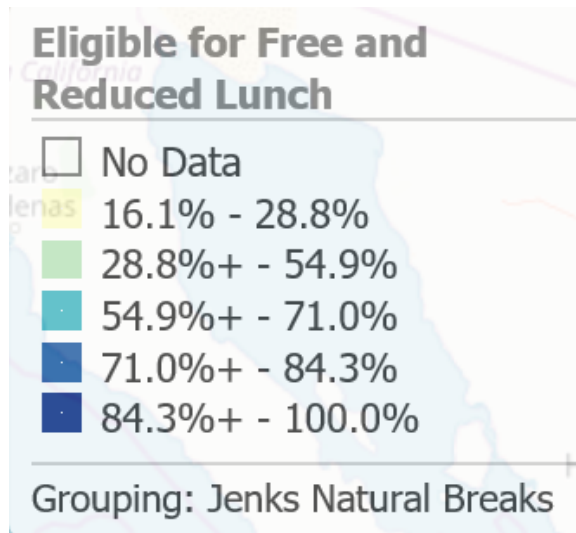 Eligible for Free and
California
Reduced Lunch
No Data
16.1% - 28.8%
28.8%+ - 54.9%
54.9%+ - 71.0%
71.0%+ - 84.3%
84.3%+ - 100.0%
Grouping: Jenks Natural Breaks